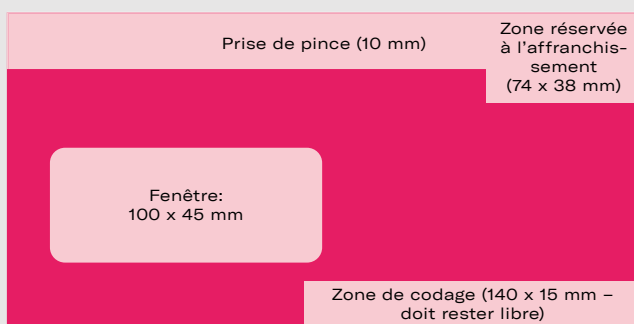 Prise de pince (10 mm)
Zone réservée
à l'affranchis-
sement
(74 x 38 mm)
Fenêtre:
100 x 45 mm
Zone de codage (140 x 15 mm –
doit rester libre)